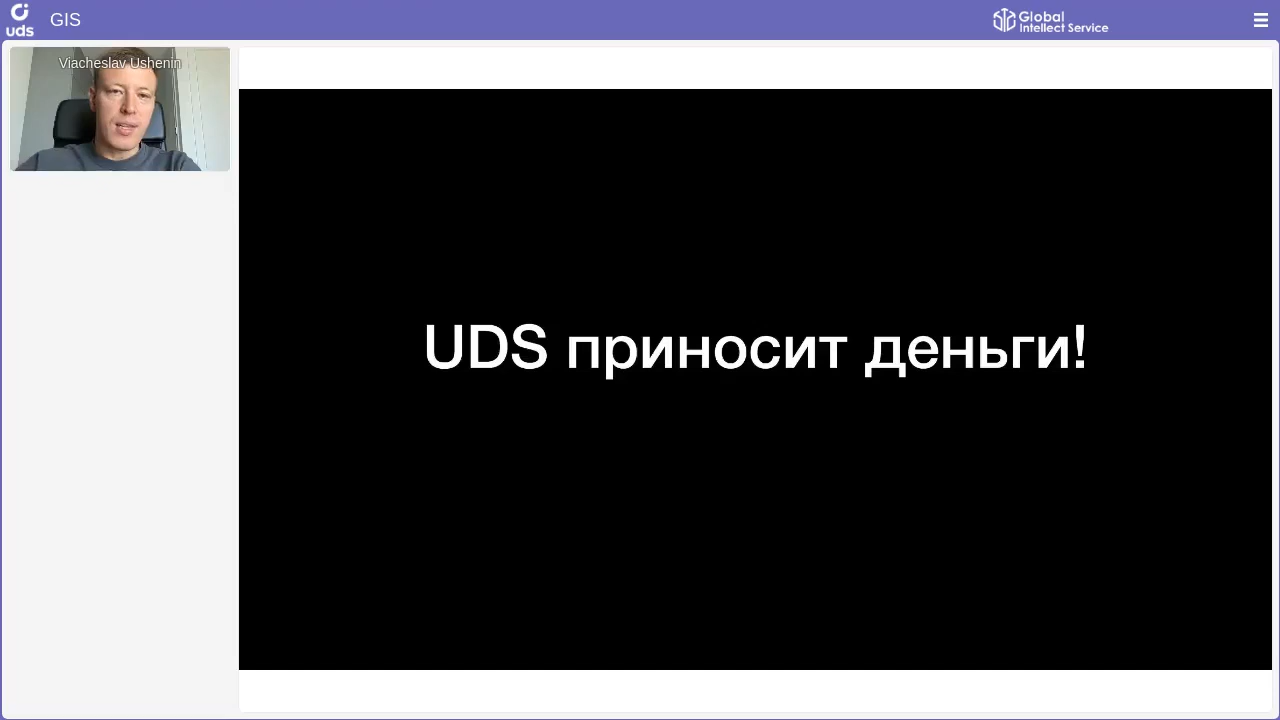 uds
GIS
Global
Intellect Service
Viacheslav Ushenin
UDS приносит деньги!